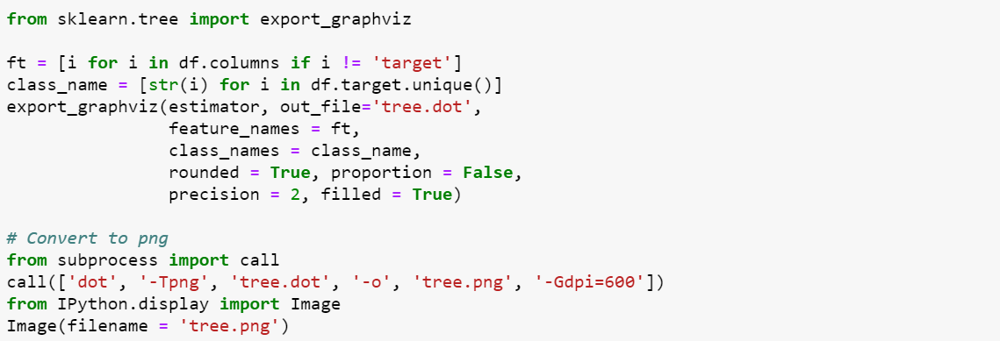 from sklearn.tree import export_graphviz

ft = [i for i in df.columns if i != 'target']
class_name = [str(i) for i in df.target.unique()]
export_graphviz(estimator, out_file='tree.dot',
                feature_names = ft,
                class_names = class_name,
                rounded = True, proportion = False,
                precision = 2, filled = True)

# Convert to png
from subprocess import call
call(['dot', '-Tpng', 'tree.dot', '-o', 'tree.png', '-Gdpi=600'])
from IPython.display import Image
Image(filename = 'tree.png')